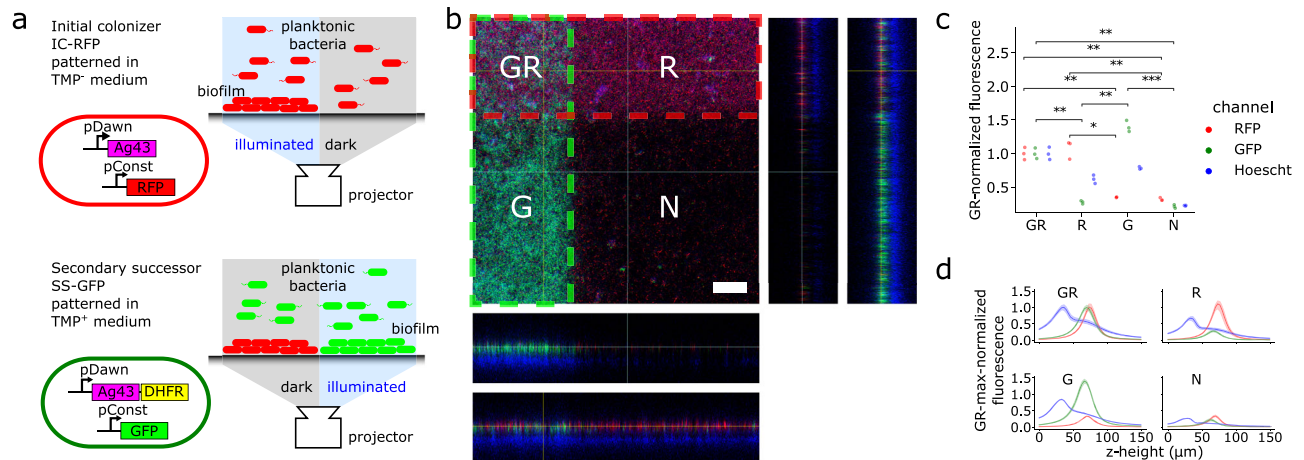 a
Initial colonizer
IC-RFP
patterned in
TMP⁻ medium
planktonic
bacteria
biofilm
illuminated
dark
projector
pDawn
Ag43
pConst
RFP
Secondary successor
SS-GFP
patterned in
TMP⁺ medium
planktonic
bacteria
biofilm
dark
illuminated
projector
pDawn
Ag43
DHFR
pConst
GFP
b
GR
R
G
N
c
GR-normalized fluorescence
2.5
2.0
1.5
1.0
0.5
**
**
**
** ***
**
**
*
GR R G N
channel
RFP
GFP
Hoescht
d
GR-max-normalized
fluorescence
1.5
1.0
0.5
0.0
GR
R
1.5
1.0
0.5
0.0
G
N
0 50 100 150
0 50 100 150
z-height (µm)